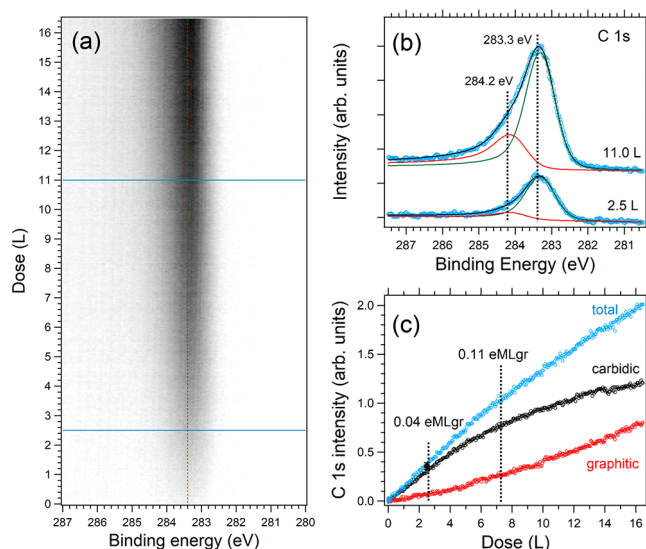 (a)
16
15
14
13
12
11
10
9
8
7
6
5
4
3
2
1
0
Dose (L)
287 286 285 284 283 282 281 280
Binding energy (eV)
(b)
283.3 eV
C 1s
284.2 eV
11.0 L
2.5 L
Intensity (arb. units)
287 286 285 284 283 282 281
Binding Energy (eV)
(c)
total
0.11 eMLgr
carbidic
0.04 eMLgr
graphitic
2.0
1.5
1.0
0.5
0.0
C 1s intensity (arb. units)
0 2 4 6 8 10 12 14 16
Dose (L)